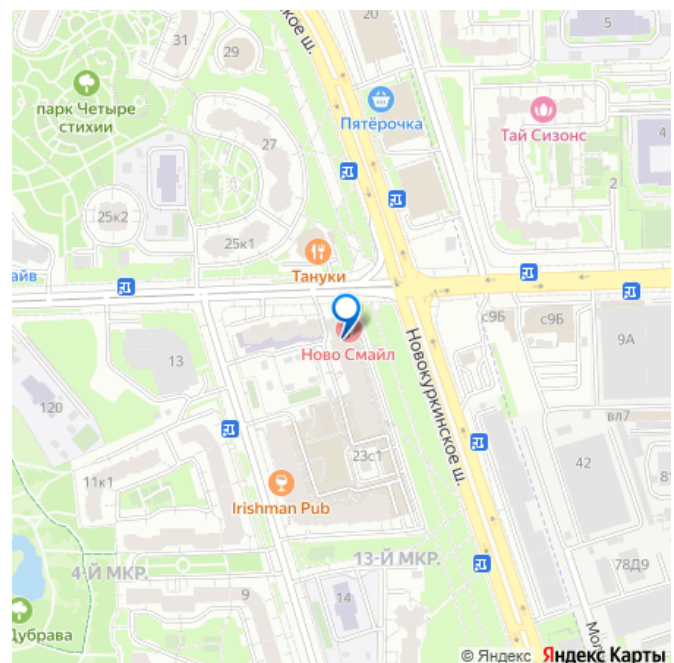 31
29
20
5
кое ш.
парк Четыре
стихии
Пятёрочка
Тай Сизонс
4
27
2
25к2
25к1
айв
Тануки
с9Б
с9Б
9А
Ново Смайл
13
Новокуркинское ш.
120
вл7
23с1
42
11к1
Irishman Pub
13-Й МКР.
4-Й МКР.
78Д9
9
14
Дубрава
© Яндекс Яндекс Карты